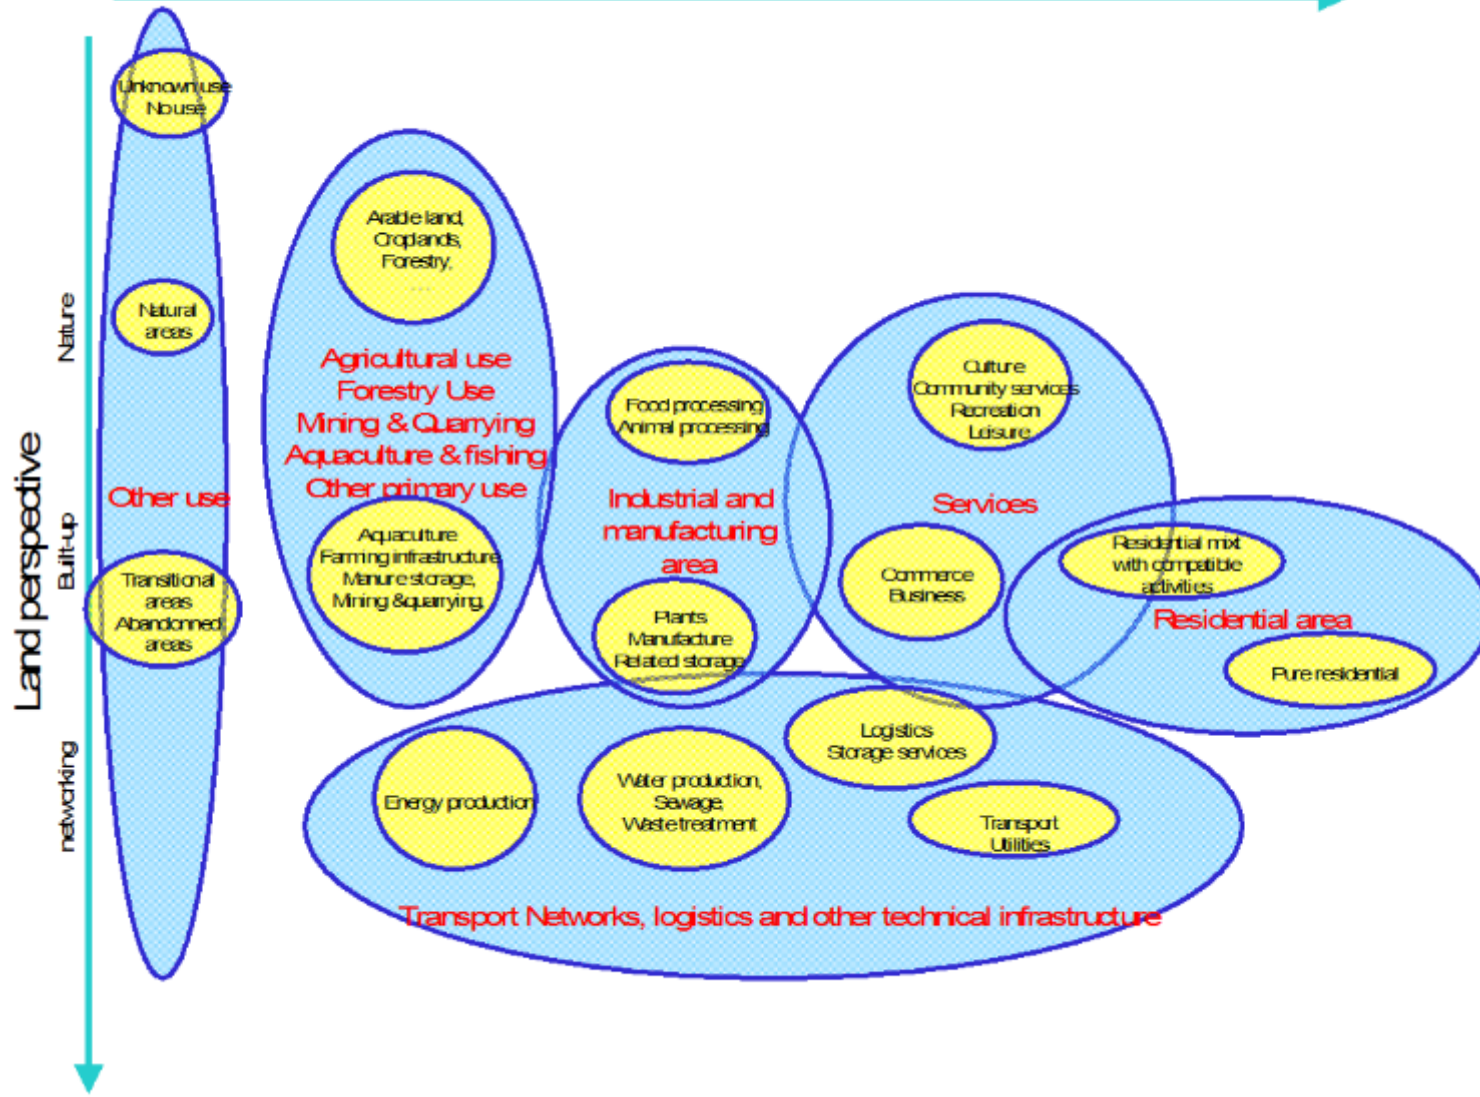 Land perspective
Nature
Built-up
networking
Unknown use
No use
Natural
areas
Other use
Transitional
areas
Abandonned
areas
Arable land,
Croplands,
Forestry,
...
Agricultural use
Forestry Use
Mining & Quarrying
Aquaculture & fishing
Other primary use
Aquaculture
Farming infrastructure
Manure storage,
Mining &quarrying,
Food processing
Animal processing
Industrial and
manufacturing
area
Plants
Manufacture
Related storage
Culture
Community services
Recreation
Leisure
Services
Commerce
Business
Residential mixt
with compatible
activities
Residential area
Pure residential
Logistics
Storage services
Energy production
Water production,
Sewage,
Waste treatment
Transport
Utilities
Transport Networks, logistics and other technical infrastructure